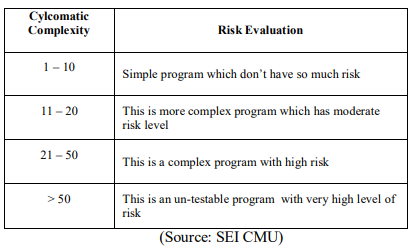 Cylcomatic
Complexity
Risk Evaluation
1 – 10
Simple program which don’t have so much risk
11 – 20
This is more complex program which has moderate
risk level
21 – 50
This is a complex program with high risk
> 50
This is an un-testable program with very high level of
risk
(Source: SEI CMU)